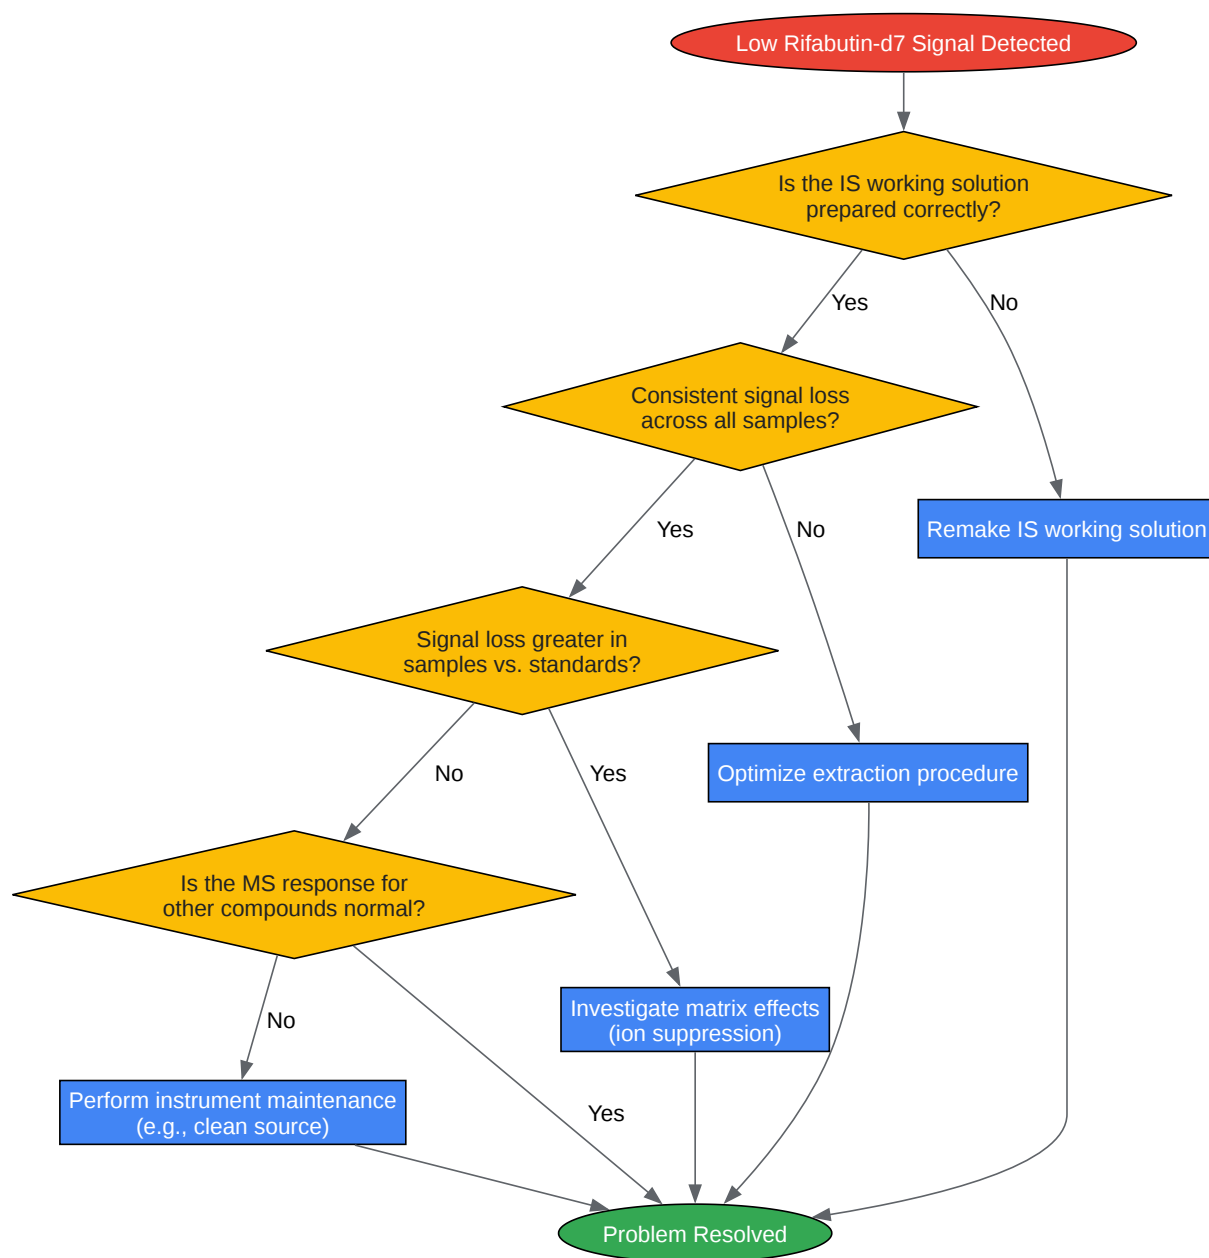 Low Rifabutin-d7 Signal Detected
Is the IS working solution
prepared correctly?
Yes
No
Consistent signal loss
across all samples?
Yes
No
Remake IS working solution
Signal loss greater in
samples vs. standards?
No
Yes
Optimize extraction procedure
Is the MS response for
other compounds normal?
No
Yes
Investigate matrix effects
(ion suppression)
Perform instrument maintenance
(e.g., clean source)
Problem Resolved